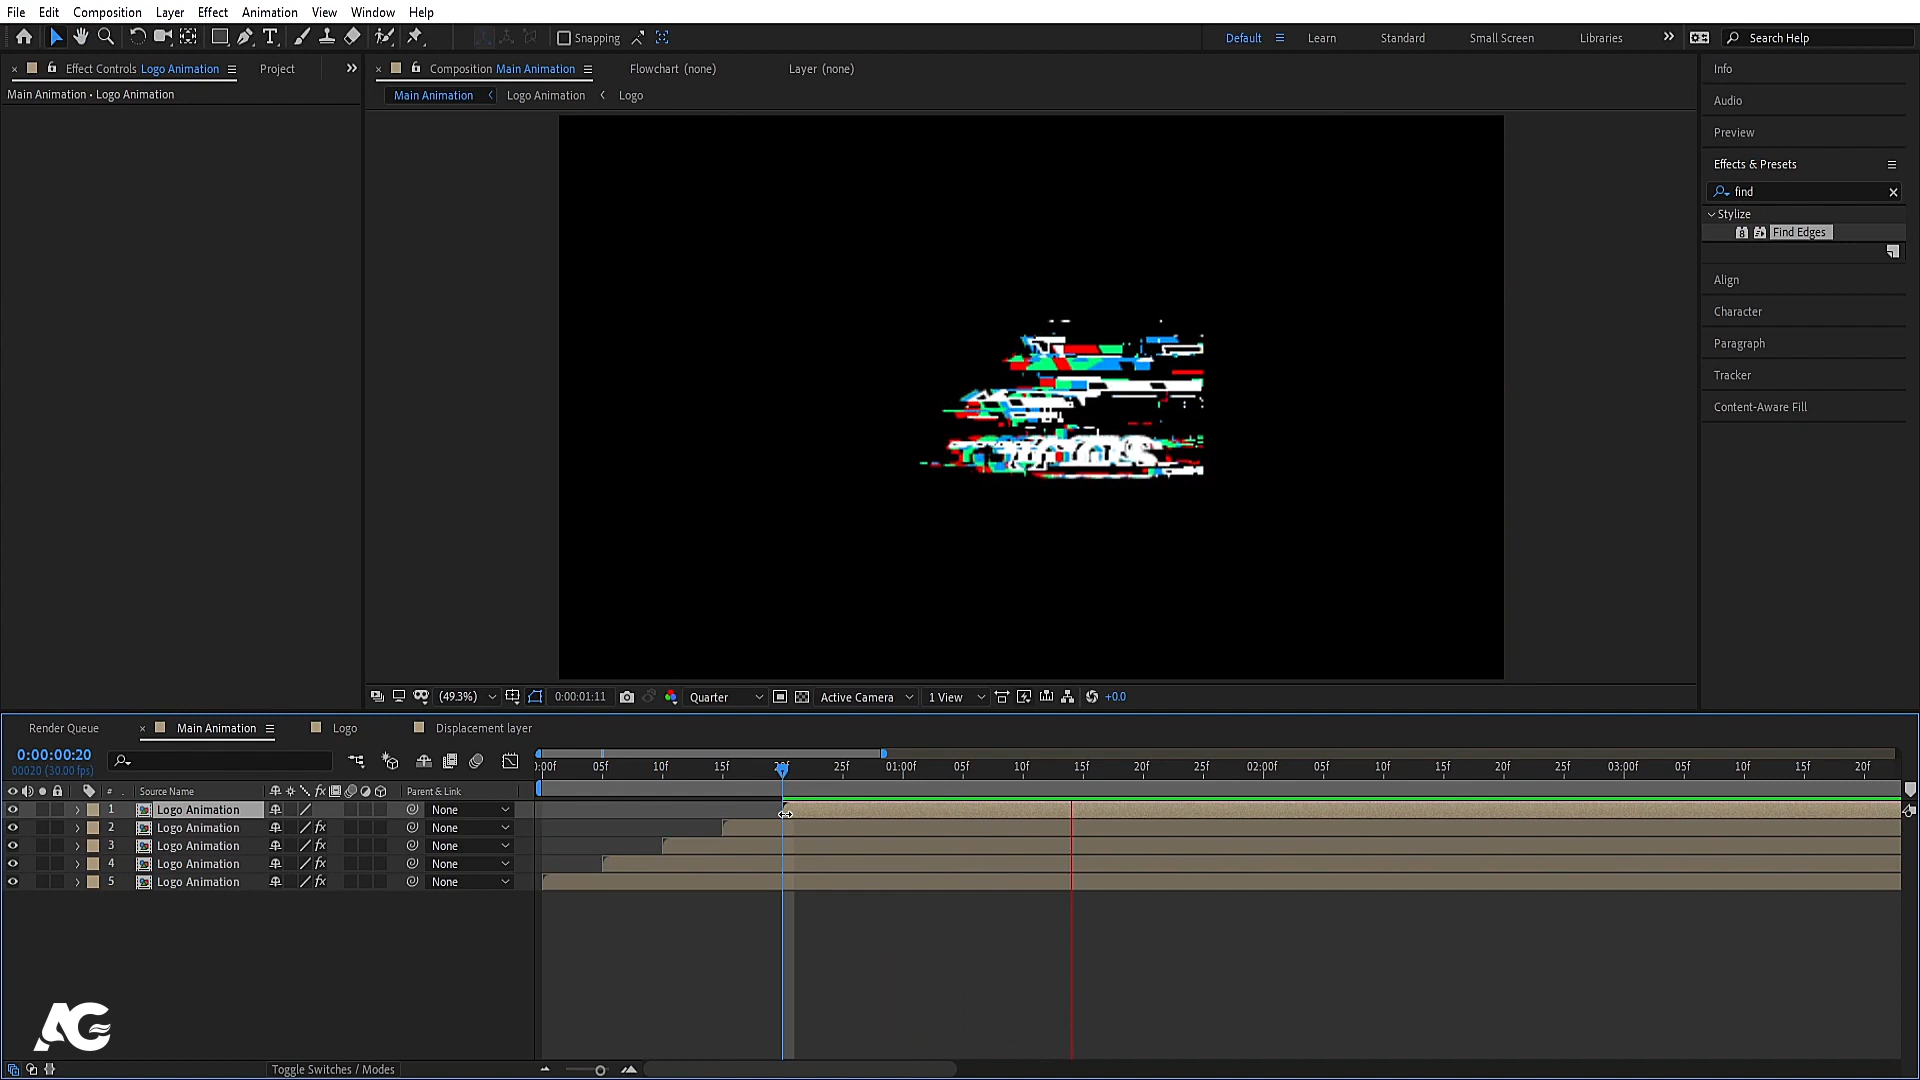 File Edit Composition Layer Effect Animation View Window Help
Snapping Default Learn Standard Small Screen Libraries Search Help
Effect Controls Logo Animation Project Composition Main Animation Flowchart (none) Layer (none)
Main Animation • Logo Animation
Main Animation Logo Animation Logo
Info
Audio
Preview
Effects & Presets
find
Stylize
Find Edges
Align
Character
Paragraph
Tracker
Content-Aware Fill
(49.3%) 0:00:01:11 Quarter Active Camera 1 View +0.0
Render Queue Main Animation Logo Displacement layer
0:00:00:20
00020 (30.00 fps)
:00f 05f 10f 15f 25f 01:00f 05f 10f 15f 20f 25f 02:00f 05f 10f 15f 20f 25f 03:00f 05f 10f 15f 20f
# Source Name fx Parent & Link
1 Logo Animation None
2 Logo Animation fx None
3 Logo Animation fx None
4 Logo Animation fx None
5 Logo Animation fx None
AG
Toggle Switches / Modes